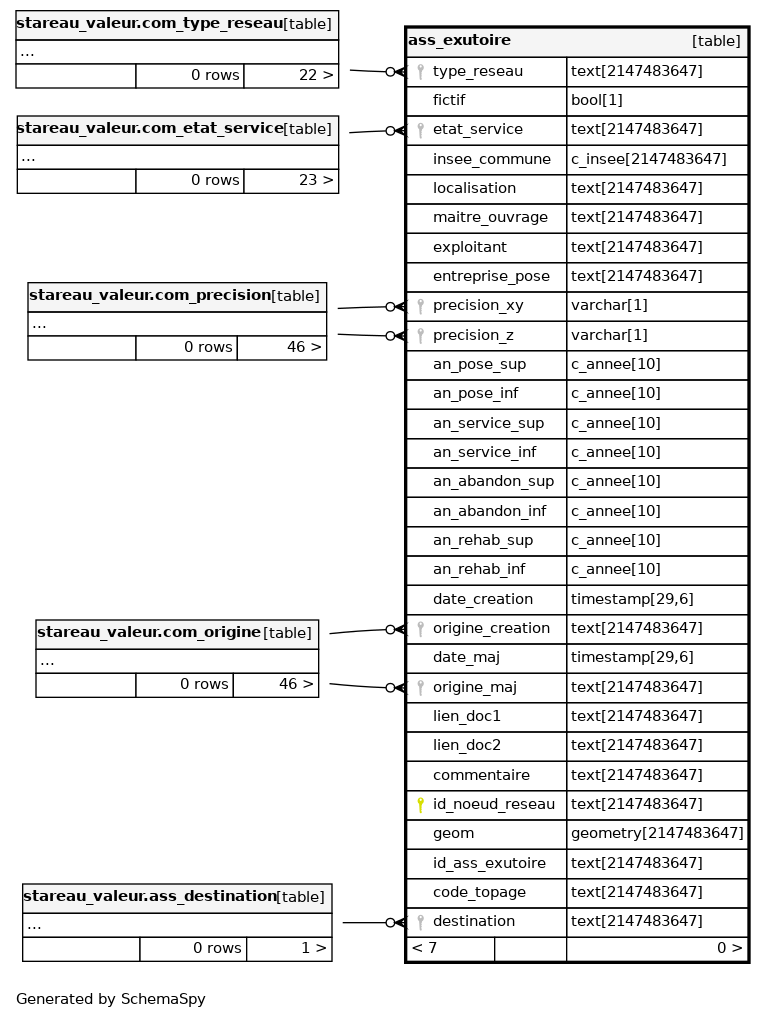 stareau_valeur.com_type_reseau [table]
...
0 rows 22 >
stareau_valeur.com_etat_service [table]
...
0 rows 23 >
stareau_valeur.com_precision [table]
...
0 rows 46 >
stareau_valeur.com_origine [table]
...
0 rows 46 >
stareau_valeur.ass_destination [table]
...
0 rows 1 >
ass_exutoire [table]
type_reseau text[2147483647]
fictif bool[1]
etat_service text[2147483647]
insee_commune c_insee[2147483647]
localisation text[2147483647]
maitre_ouvrage text[2147483647]
exploitant text[2147483647]
entreprise_pose text[2147483647]
precision_xy varchar[1]
precision_z varchar[1]
an_pose_sup c_annee[10]
an_pose_inf c_annee[10]
an_service_sup c_annee[10]
an_service_inf c_annee[10]
an_abandon_sup c_annee[10]
an_abandon_inf c_annee[10]
an_rehab_sup c_annee[10]
an_rehab_inf c_annee[10]
date_creation timestamp[29,6]
origine_creation text[2147483647]
date_maj timestamp[29,6]
origine_maj text[2147483647]
lien_doc1 text[2147483647]
lien_doc2 text[2147483647]
commentaire text[2147483647]
id_noeud_reseau text[2147483647]
geom geometry[2147483647]
id_ass_exutoire text[2147483647]
code_topage text[2147483647]
destination text[2147483647]
< 7 0 >
Generated by SchemaSpy